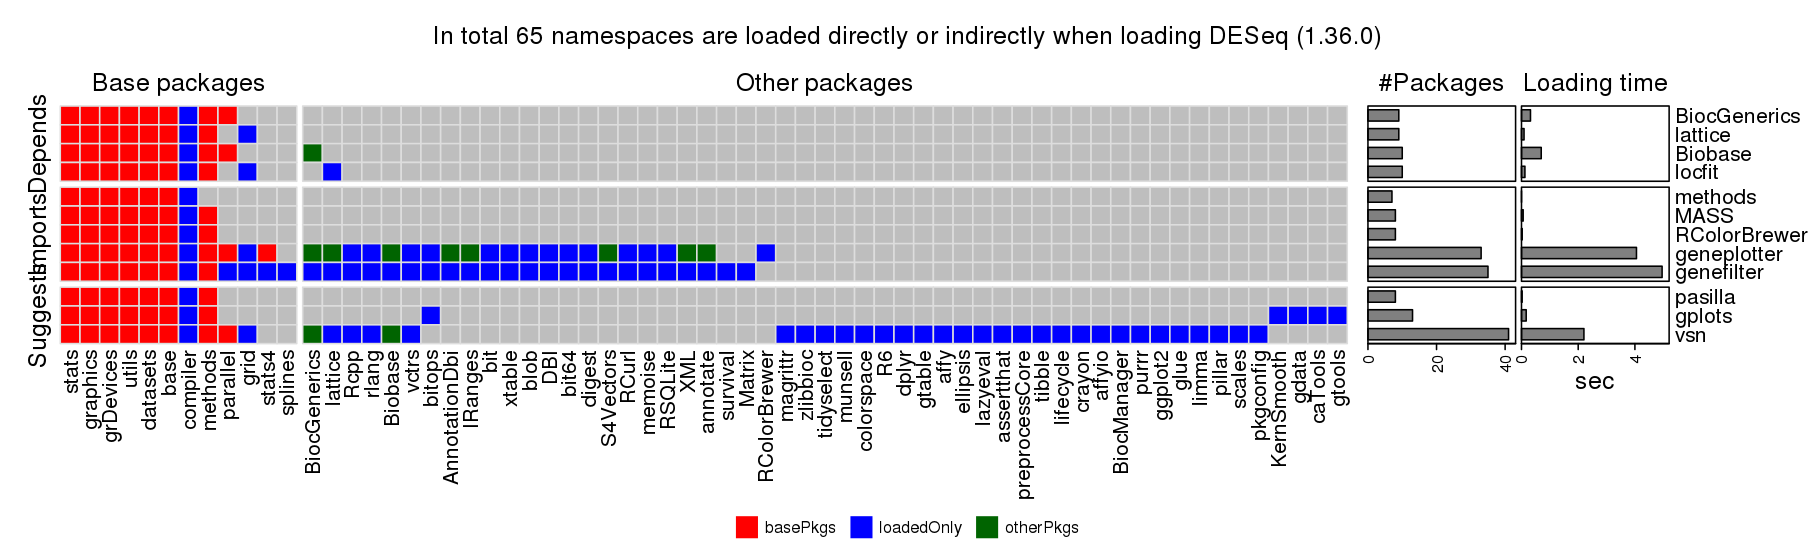 In total 65 namespaces are loaded directly or indirectly when loading DESeq (1.36.0)
Base packages
Other packages
#Packages
Loading time
Depends
Imports
Suggests
BiocGenerics
lattice
Biobase
locfit
methods
MASS
RColorBrewer
geneplotter
genefilter
pasilla
gplots
vsn
stats
graphics
grDevices
utils
datasets
base
compiler
methods
parallel
grid
stats4
splines
BiocGenerics
lattice
Rcpp
rlang
Biobase
vctrs
bitops
AnnotationDbi
IRanges
bit
xtable
blob
DBI
bit64
digest
S4Vectors
RCurl
memoise
RSQLite
XML
annotate
survival
Matrix
RColorBrewer
magrittr
zlibbioc
tidyselect
munsell
colorspace
R6
dplyr
gtable
affy
ellipsis
lazyeval
assertthat
preprocessCore
tibble
lifecycle
crayon
affyio
BiocManager
purrr
ggplot2
glue
limma
pillar
scales
pkgconfig
KernSmooth
gdata
caTools
gtools
0
20
40
0
2
4
sec
basePkgs
loadedOnly
otherPkgs